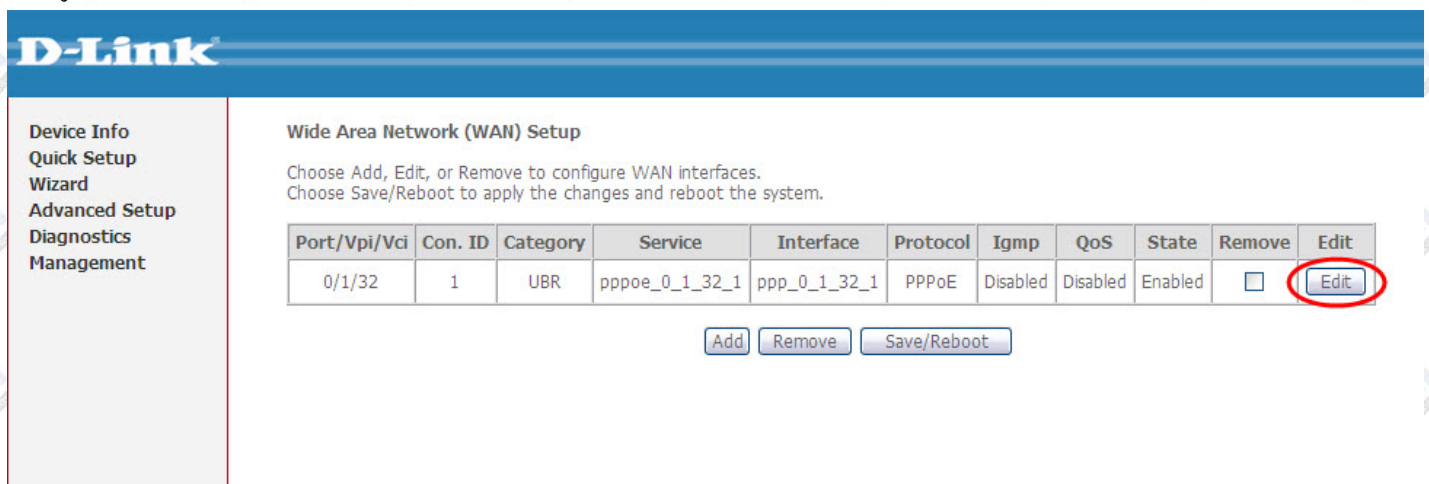 D-Link
Device Info
Quick Setup
Wizard
Advanced Setup
Diagnostics
Management
Wide Area Network (WAN) Setup
Choose Add, Edit, or Remove to configure WAN interfaces.
Choose Save/Reboot to apply the changes and reboot the system.
Port/Vpi/Vci Con. ID Category Service Interface Protocol Igmp QoS State Remove Edit
0/1/32 1 UBR pppoe_0_1_32_1 ppp_0_1_32_1 PPPoE Disabled Disabled Enabled Edit
Add Remove Save/Reboot